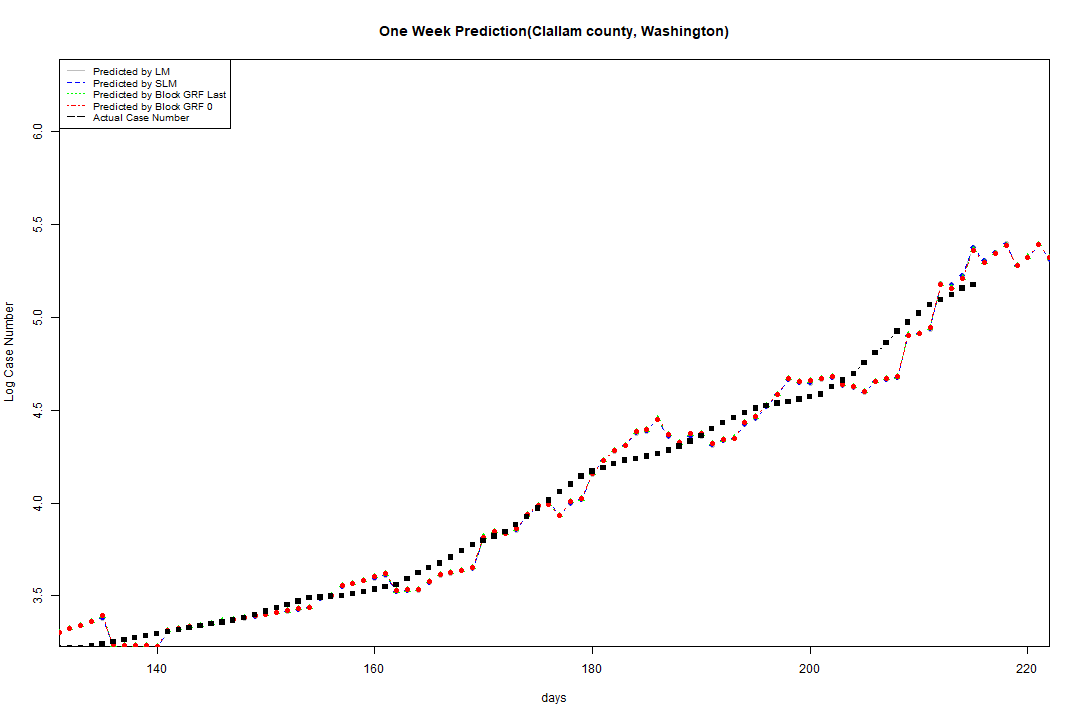 One Week Prediction(Clallam county, Washington)
Predicted by LM
Predicted by SLM
Predicted by Block GRF Last
Predicted by Block GRF 0
Actual Case Number
6.0
5.5
5.0
4.5
4.0
3.5
Log Case Number
140 160 180 200 220
days